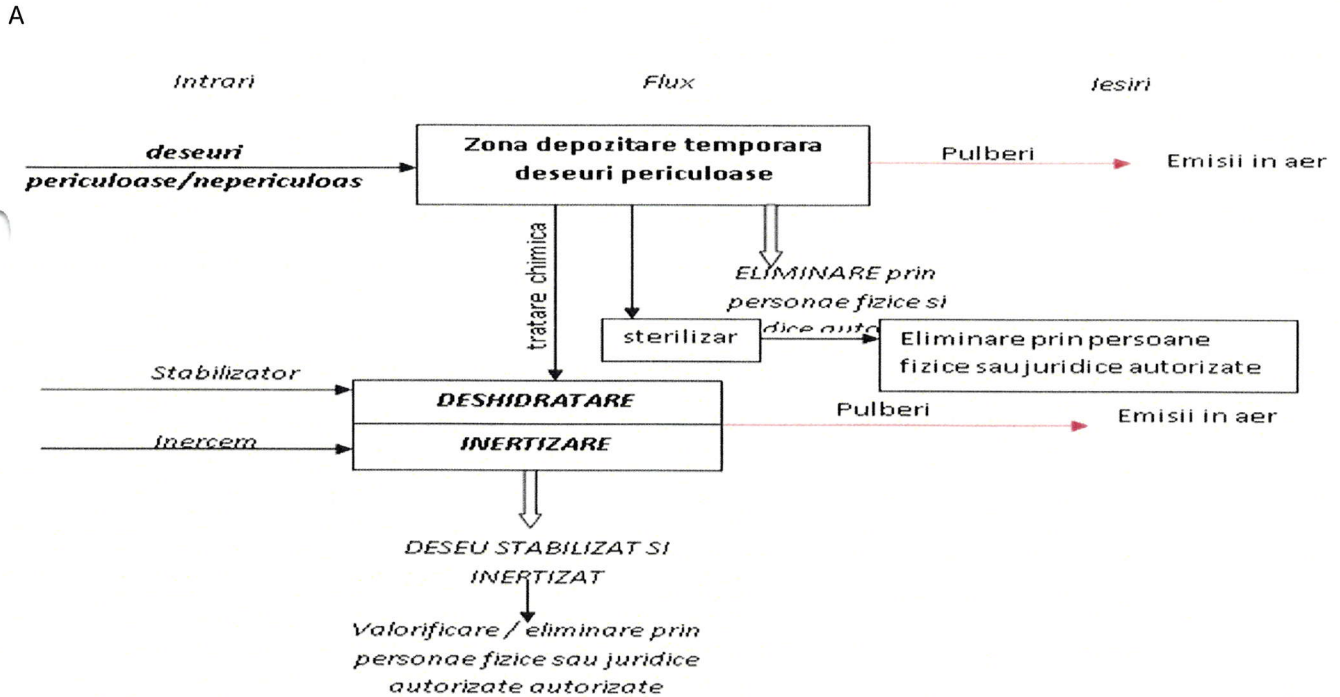 A
Intrari
Flux
Iesiri
deseuri
periculoase/nepericuloas
Zona depozitare temporara
deseuri periculoase
Pulberi
Emisii in aer
tratare chimica
ELIMINARE prin
personae fizice si
sterilizar
Eliminare prin persoane
fizice sau juridice autorizate
Stabilizator
DESHIDRATARE
Pulberi
Emisii in aer
Inercem
INERTIZARE
DESEU STABILIZAT SI
INERTIZAT
Valorificare / eliminare prin
personae fizice sau juridice
autorizate autorizate